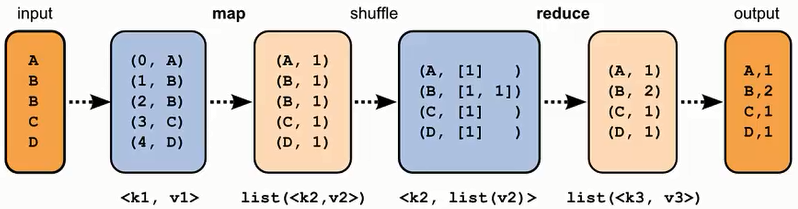 input
map
shuffle
reduce
output
A
B
B
C
D
(0, A)
(1, B)
(2, B)
(3, C)
(4, D)
(A, 1)
(B, 1)
(B, 1)
(C, 1)
(D, 1)
(A, [1] )
(B, [1, 1])
(C, [1] )
(D, [1] )
(A, 1)
(B, 2)
(C, 1)
(D, 1)
A,1
B,2
C,1
D,1
<k1, v1>
list(<k2,v2>)
<k2, list(v2)>
list(<k3, v3>)